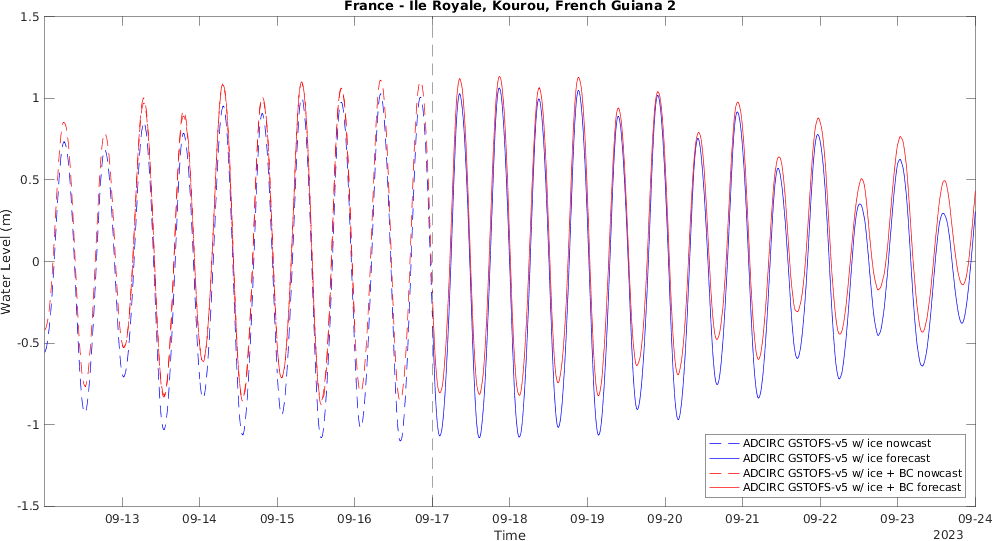 France - Ile Royale, Kourou, French Guiana 2
1.5
1
0.5
0
-0.5
-1
-1.5
Water Level (m)
ADCIRC GSTOFS-v5 w/ ice nowcast
ADCIRC GSTOFS-v5 w/ ice forecast
ADCIRC GSTOFS-v5 w/ ice + BC nowcast
ADCIRC GSTOFS-v5 w/ ice + BC forecast
09-13 09-14 09-15 09-16 09-17 09-18 09-19 09-20 09-21 09-22 09-23 09-24
Time
2023